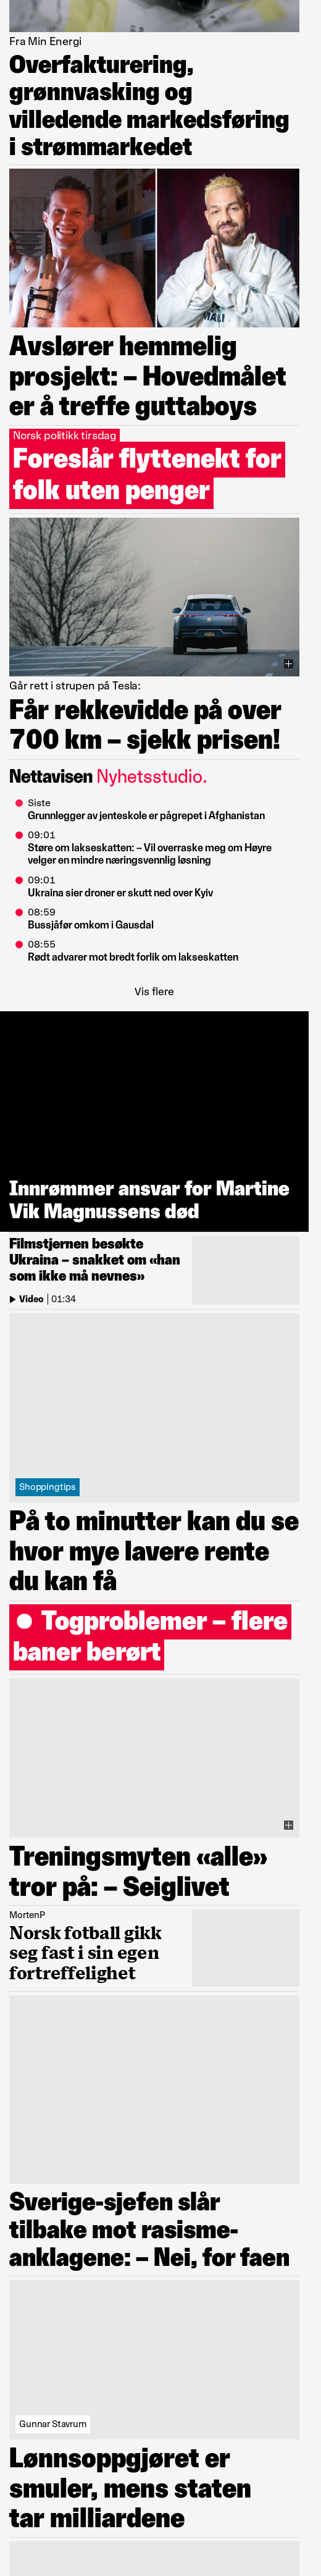 Fra Min Energi
Overfakturering,
grønnvasking og
villedende markedsføring
i strømmarkedet
MALI
Avslører hemmelig
prosjekt: – Hovedmålet
er å treffe guttaboys
Norsk politikk tirsdag
Foreslår flyttenekt for
folk uten penger
Går rett i strupen på Tesla:
Får rekkevidde på over
700 km – sjekk prisen!
Nettavisen Nyhetsstudio.
Siste
Grunnlegger av jenteskole er pågrepet i Afghanistan
09:01
Støre om lakseskatten: – Vil overraske meg om Høyre
velger en mindre næringsvennlig løsning
09:01
Ukraina sier droner er skutt ned over Kyiv
08:59
Bussjåfør omkom i Gausdal
08:55
Rødt advarer mot bredt forlik om lakseskatten
Vis flere
Innrømmer ansvar for Martine
Vik Magnussens død
Filmstjernen besøkte
Ukraina – snakket om «han
som ikke må nevnes»
Video | 01:34
Shoppingtips
På to minutter kan du se
hvor mye lavere rente
du kan få
Togproblemer – flere
baner berørt
Treningsmyten «alle»
tror på: – Seiglivet
MortenP
Norsk fotball gikk
seg fast i sin egen
fortreffelighet
Sverige-sjefen slår
tilbake mot rasisme-
anklagene: – Nei, for faen
Gunnar Stavrum
Lønnsoppgjøret er
smuler, mens staten
tar milliardene